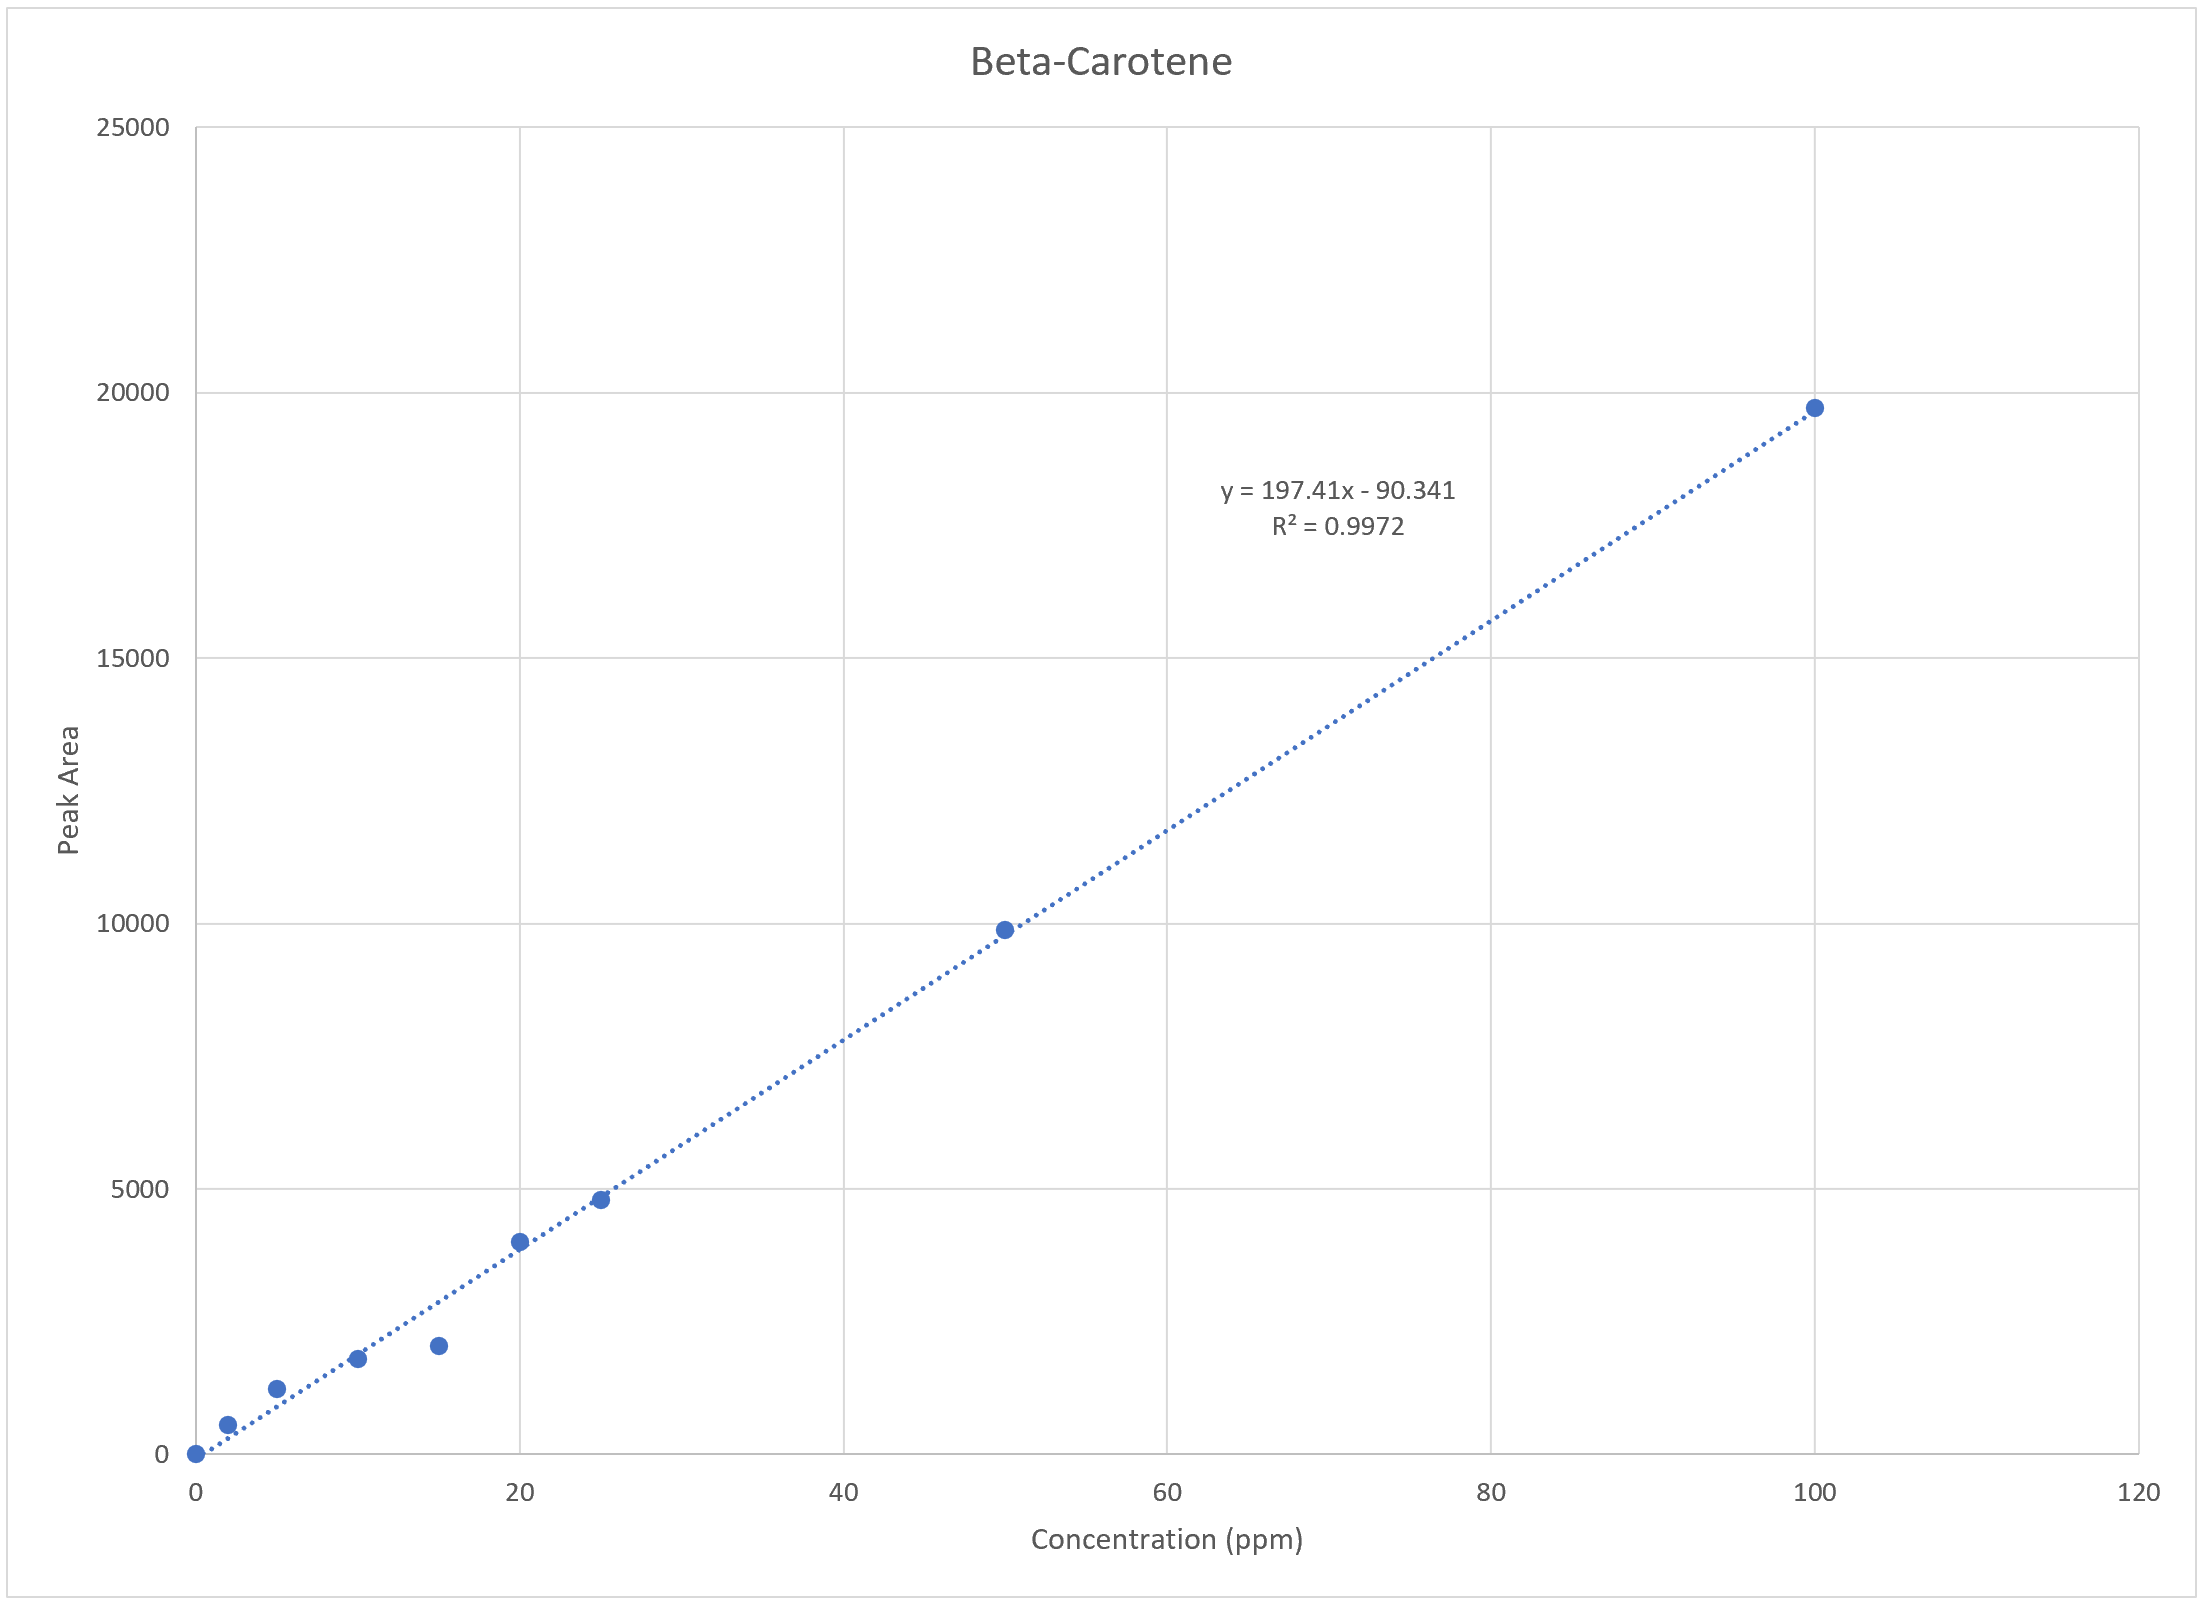 Beta-Carotene
25000
20000
15000
10000
5000
0
y = 197.41x - 90.341
R² = 0.9972
Peak Area
0 20 40 60 80 100 120
Concentration (ppm)